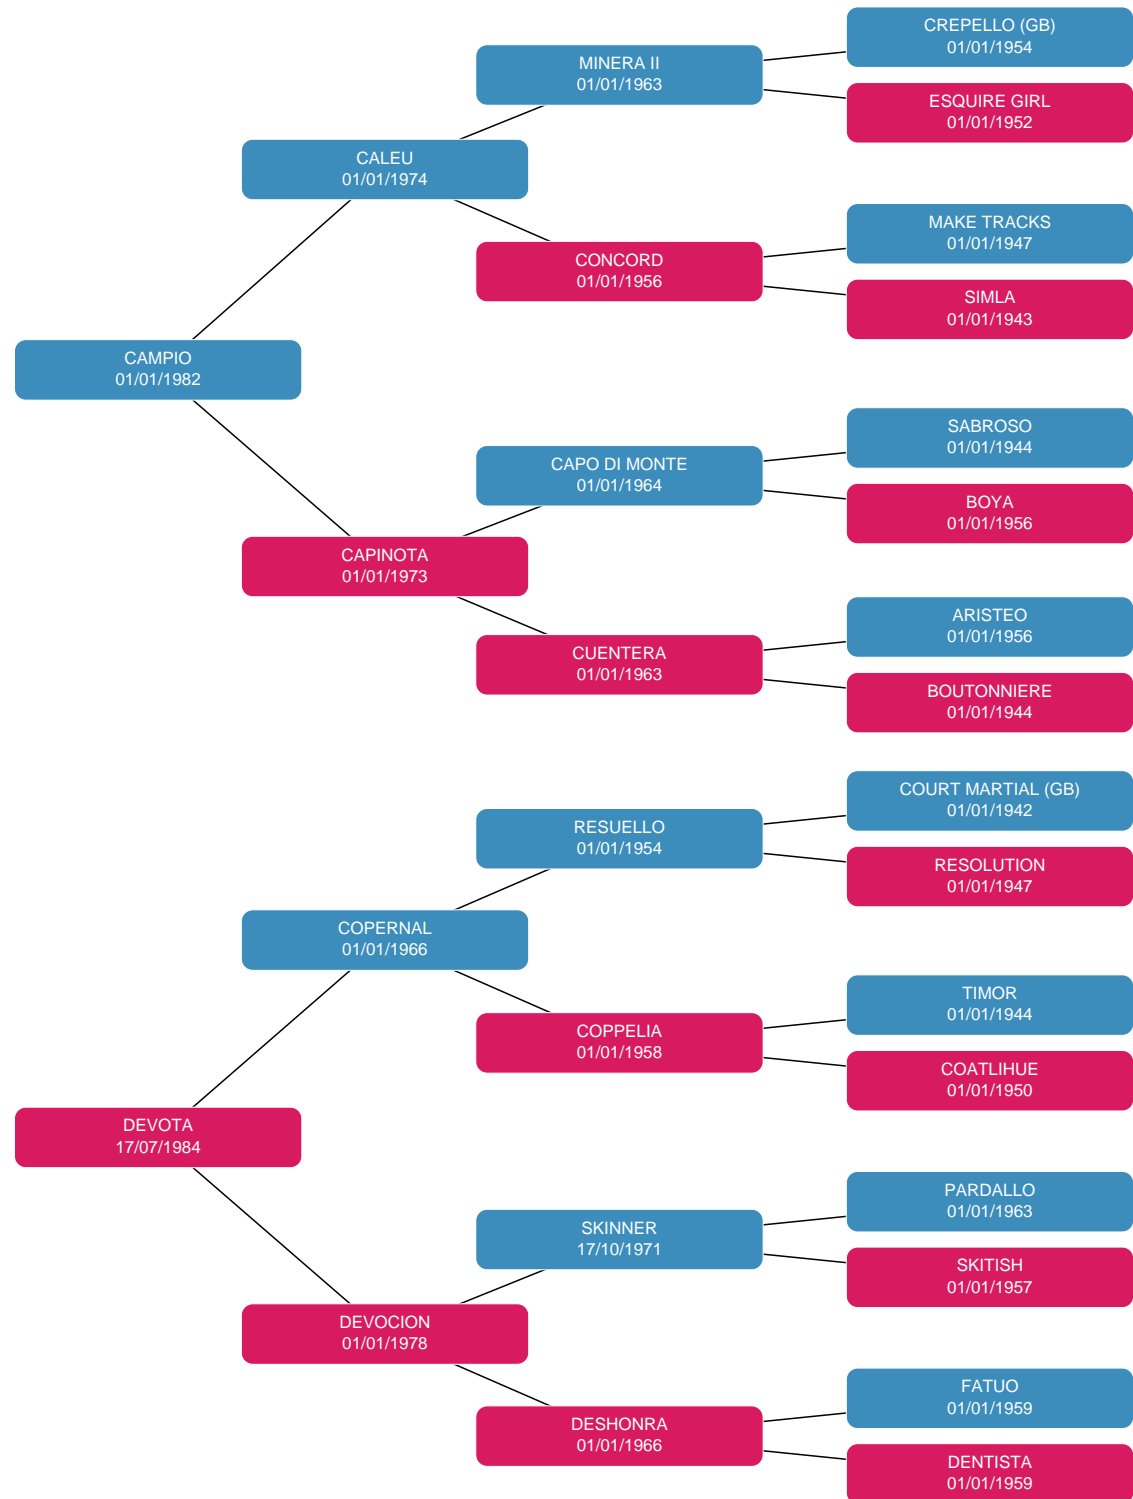 CREPELLO (GB)
01/01/1954
MINERA II
01/01/1963
ESQUIRE GIRL
01/01/1952
CALEU
01/01/1974
MAKE TRACKS
01/01/1947
CONCORD
01/01/1956
SIMLA
01/01/1943
CAMPIO
01/01/1982
SABROSO
01/01/1944
CAPO DI MONTE
01/01/1964
BOYA
01/01/1956
CAPINOTA
01/01/1973
ARISTEO
01/01/1956
CUENTERA
01/01/1963
BOUTONNIERE
01/01/1944
COURT MARTIAL (GB)
01/01/1942
RESUELLO
01/01/1954
RESOLUTION
01/01/1947
COPERNAL
01/01/1966
TIMOR
01/01/1944
COPPELIA
01/01/1958
COATLIHUE
01/01/1950
DEVOTA
17/07/1984
PARDALLO
01/01/1963
SKINNER
17/10/1971
SKITISH
01/01/1957
DEVOCION
01/01/1978
FATUO
01/01/1959
DESHONRA
01/01/1966
DENTISTA
01/01/1959